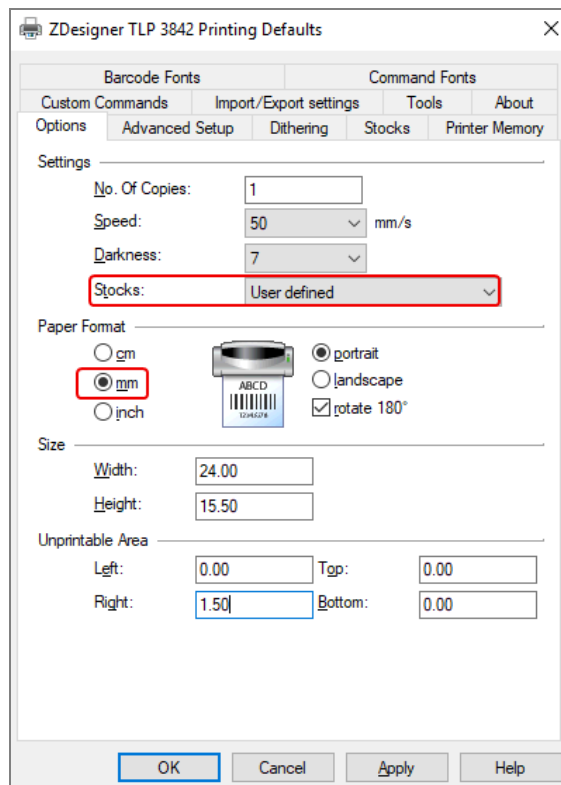 ZDesigner TLP 3842 Printing Defaults
Barcode Fonts Command Fonts
Custom Commands Import/Export settings Tools About
Options Advanced Setup Dithering Stocks Printer Memory
Settings
No. Of Copies: 1
Speed: 50 mm/s
Darkness: 7
Stocks: User defined
Paper Format
cm
mm
inch
ABCD
12345678
portrait
landscape
rotate 180°
Size
Width: 24.00
Height: 15.50
Unprintable Area
Left: 0.00 Top: 0.00
Right: 1.50 Bottom: 0.00
OK Cancel Apply Help